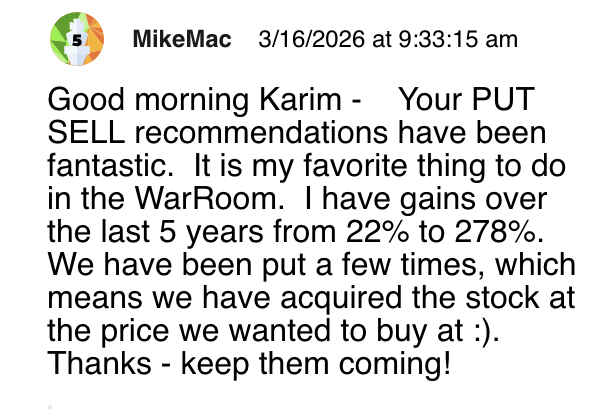 5 MikeMac 3/16/2026 at 9:33:15 am
Good morning Karim - Your PUT
SELL recommendations have been
fantastic. It is my favorite thing to do
in the WarRoom. I have gains over
the last 5 years from 22% to 278%.
We have been put a few times, which
means we have acquired the stock at
the price we wanted to buy at :).
Thanks - keep them coming!